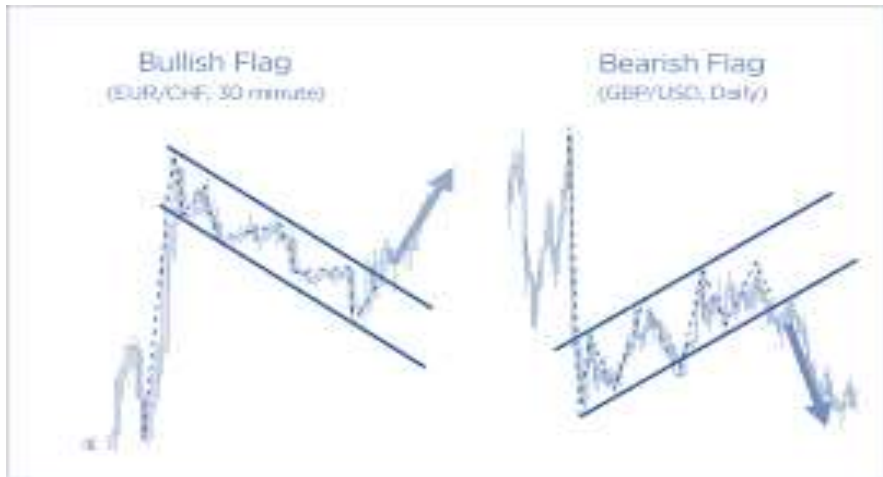 Bullish Flag
(EUR/CHF, 30 minute)
Bearish Flag
(GBP/USD, Daily)